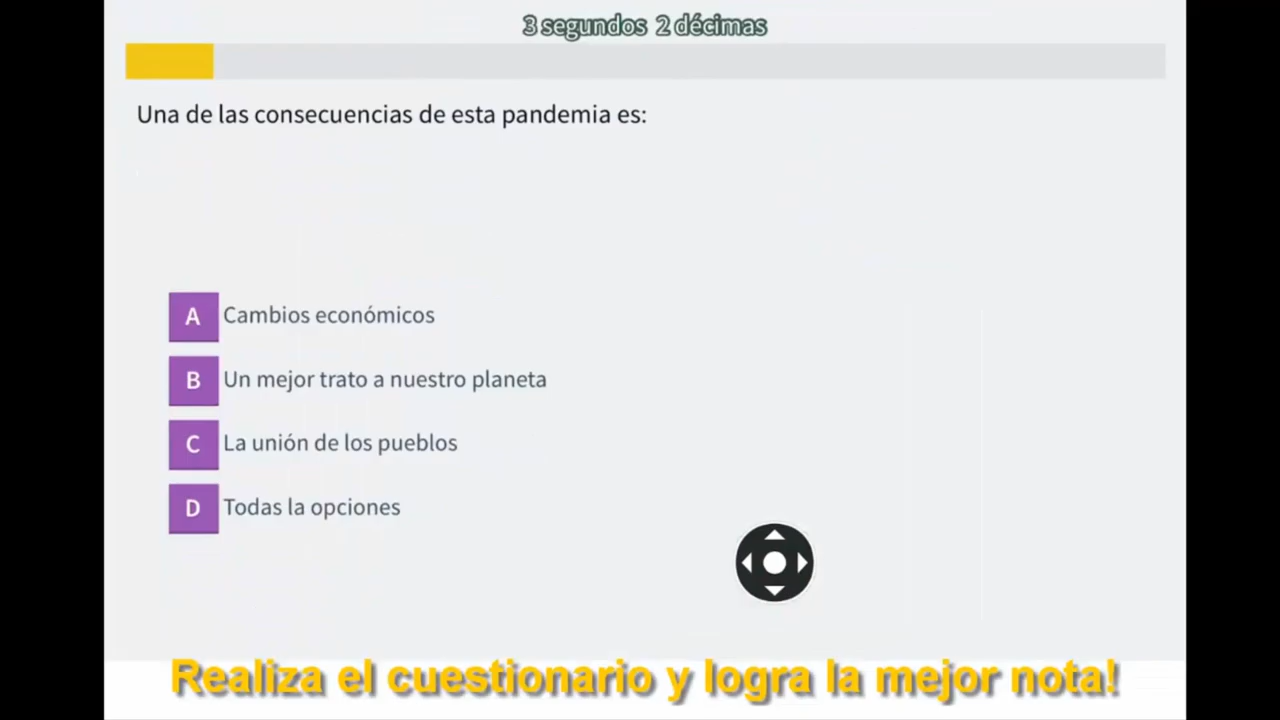 3 segundos 2 décimas
Una de las consecuencias de esta pandemia es:
A Cambios económicos
B Un mejor trato a nuestro planeta
C La unión de los pueblos
D Todas la opciones
Realiza el cuestionario y logra la mejor nota!